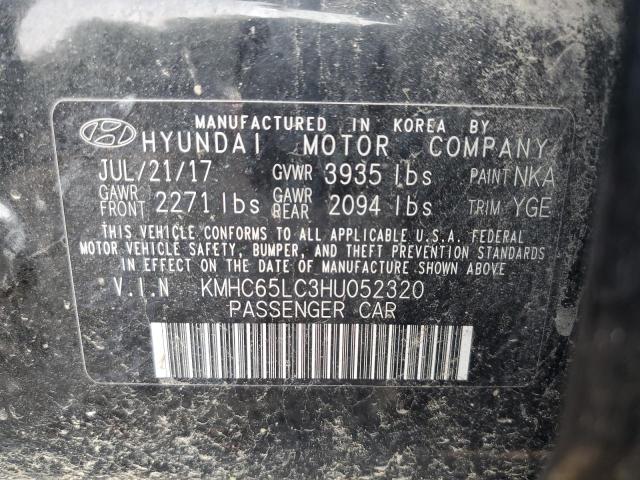 MANUFACTURED IN KOREA BY
HYUNDAI MOTOR COMPANY
JUL/21/17 GVWR 3935 lbs PAINT NKA
GAWR FRONT 2271 lbs GAWR REAR 2094 lbs TRIM YGE
THIS VEHICLE CONFORMS TO ALL APPLICABLE U.S.A. FEDERAL
MOTOR VEHICLE SAFETY, BUMPER, AND THEFT PREVENTION STANDARDS
IN EFFECT ON THE DATE OF MANUFACTURE SHOWN ABOVE
V.I.N KMHC65LC3HU052320
PASSENGER CAR